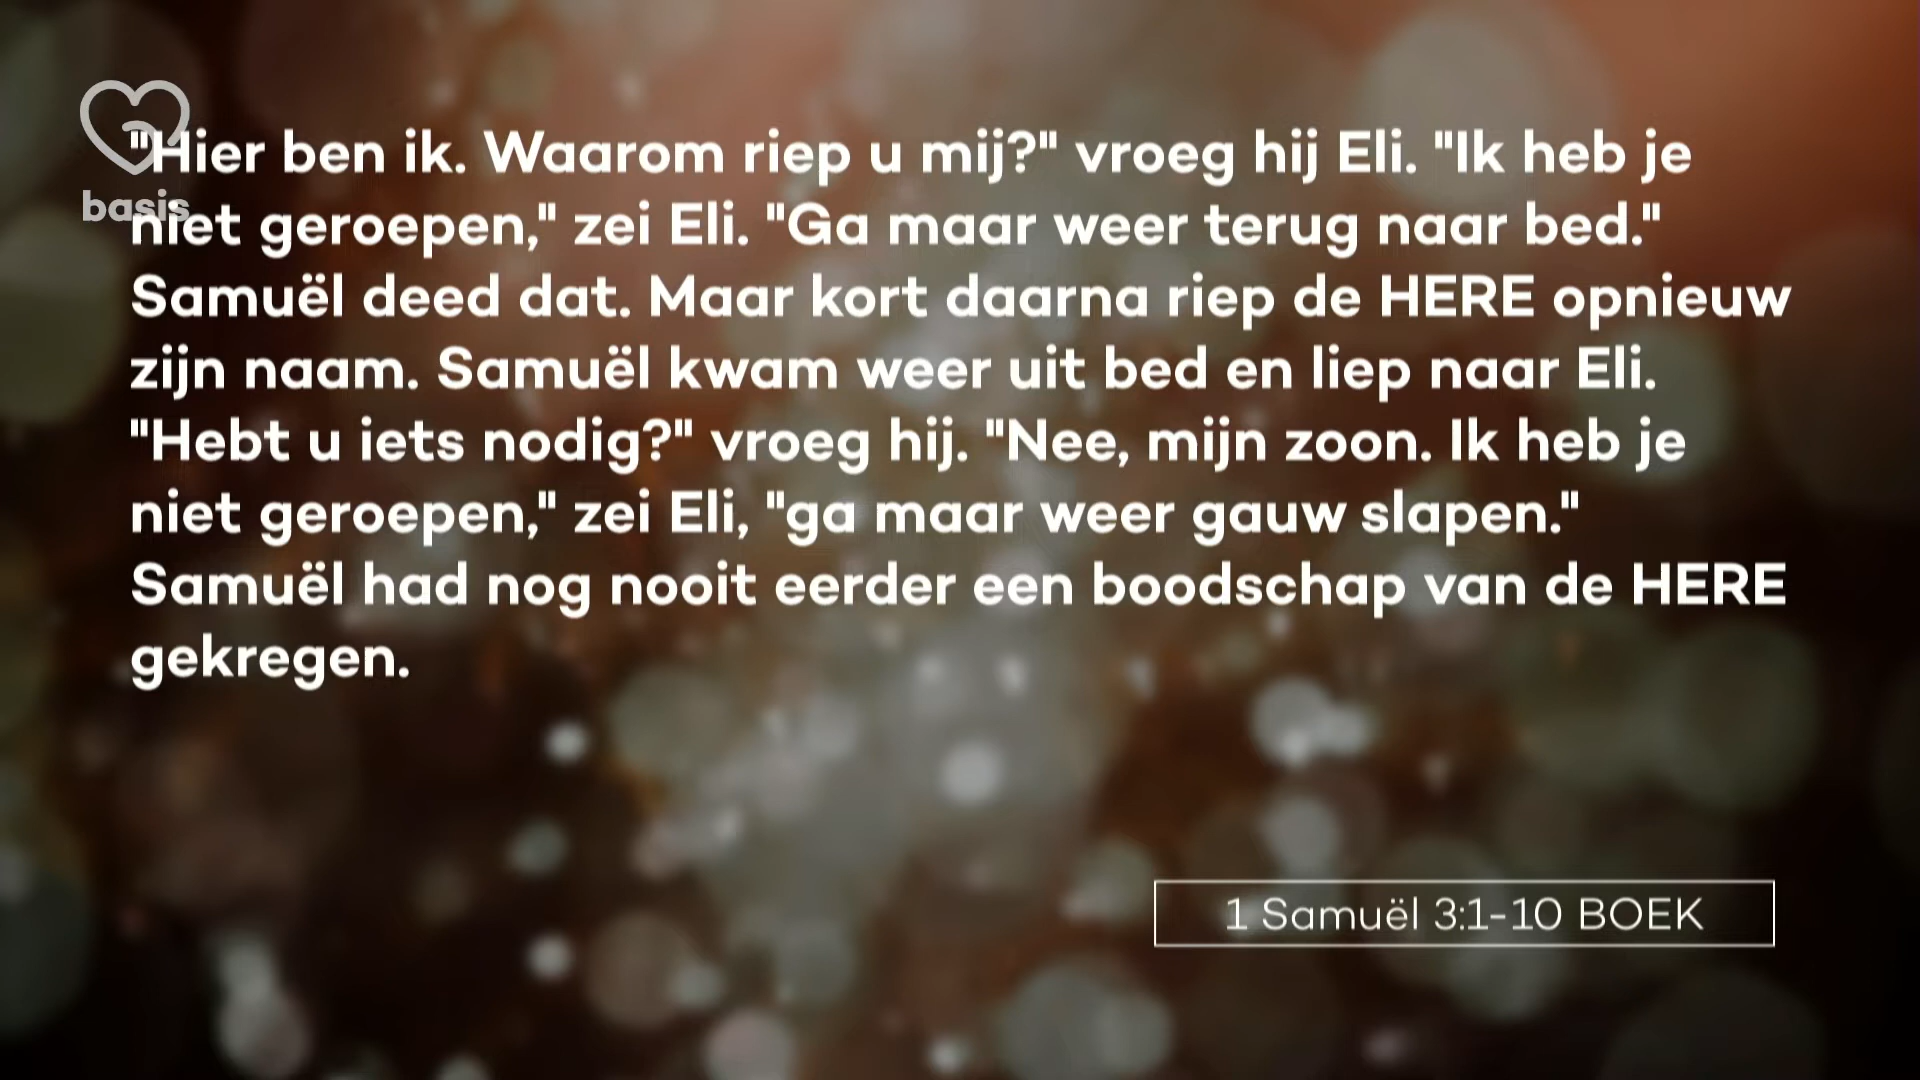 "Hier ben ik. Waarom riep u mij?" vroeg hij Eli. "Ik heb je
basis
niet geroepen," zei Eli. "Ga maar weer terug naar bed."
Samuël deed dat. Maar kort daarna riep de HERE opnieuw
zijn naam. Samuël kwam weer uit bed en liep naar Eli.
"Hebt u iets nodig?" vroeg hij. "Nee, mijn zoon. Ik heb je
niet geroepen," zei Eli, "ga maar weer gauw slapen."
Samuël had nog nooit eerder een boodschap van de HERE
gekregen.
1 Samuël 3:1-10 BOEK